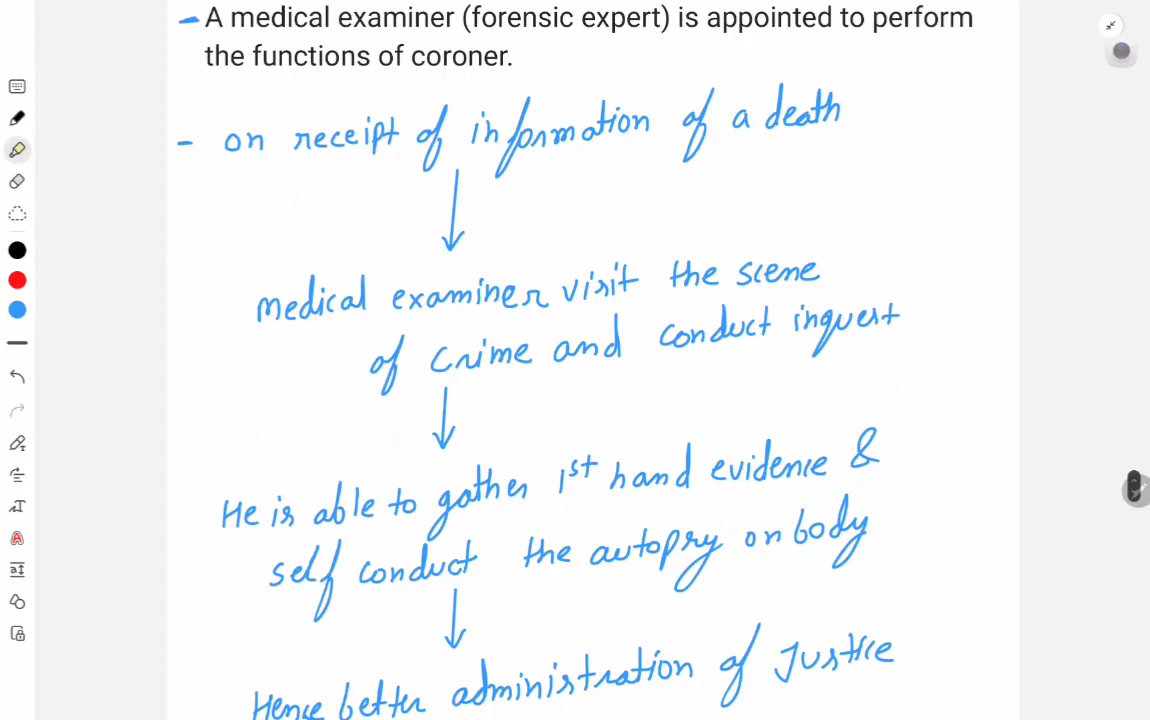 - A medical examiner (forensic expert) is appointed to perform
the functions of coroner.
- on receipt of information of a death
↓
medical examiner visit the scene
of crime and conduct inquest
↓
He is able to gather 1st hand evidence &
self conduct the autopsy on body
↓
Hence better administration of Justice